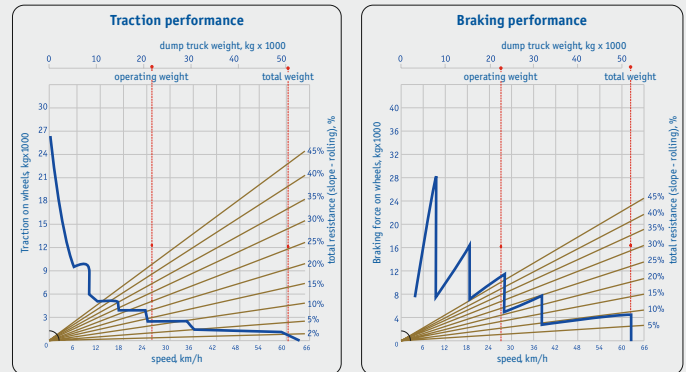 Traction performance
dump truck weight, kg x 1000
0 10 20 30 40 50
operating weight total weight
Traction on wheels, kgx1000
30
27
24
21
18
15
12
9
6
3
0
45%
40%
35%
30%
25%
20%
15%
10%
5%
2%
total resistance (slope - rolling), %
6 12 18 24 30 36 42 48 54 60 66
speed, km/h
Braking performance
dump truck weight, kg x 1000
0 10 20 30 40 50
operating weight total weight
Braking force on wheels, kgx1000
40
36
32
28
24
20
16
12
8
4
0
45%
40%
35%
30%
25%
20%
15%
10%
5%
total resistance (slope - rolling), %
6 12 18 24 30 36 42 48 54 60 66
speed, km/h